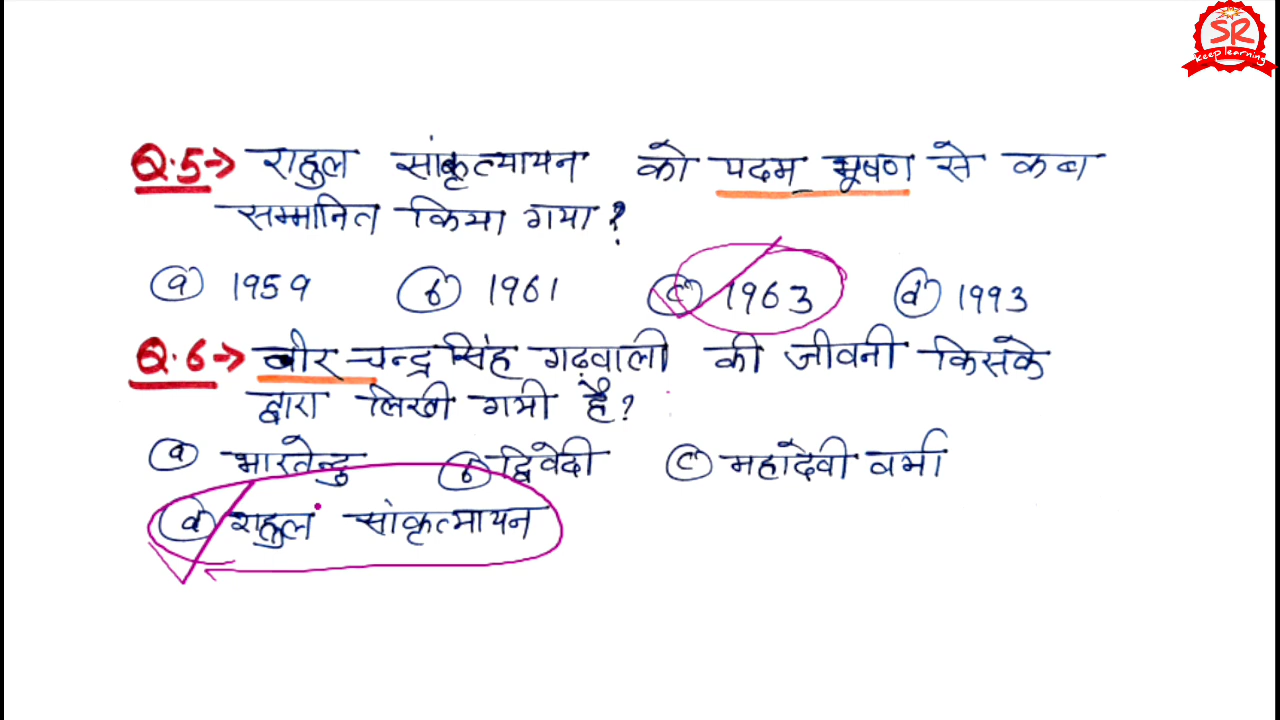 SR
keep learning
Q.5→ राहुल सांकृत्यायन को पदम भूषण से कब
सम्मानित किया गया?
(a) 1959 (b) 1961 (c) 1963 (d) 1993
Q.6→ वीर चन्द्र सिंह गढ़वाली की जीवनी किसके
द्वारा लिखी गयी है?
(a) भारतेन्दु (b) द्विवेदी (c) महादेवी वर्मा
(d) राहुल सांकृत्यायन